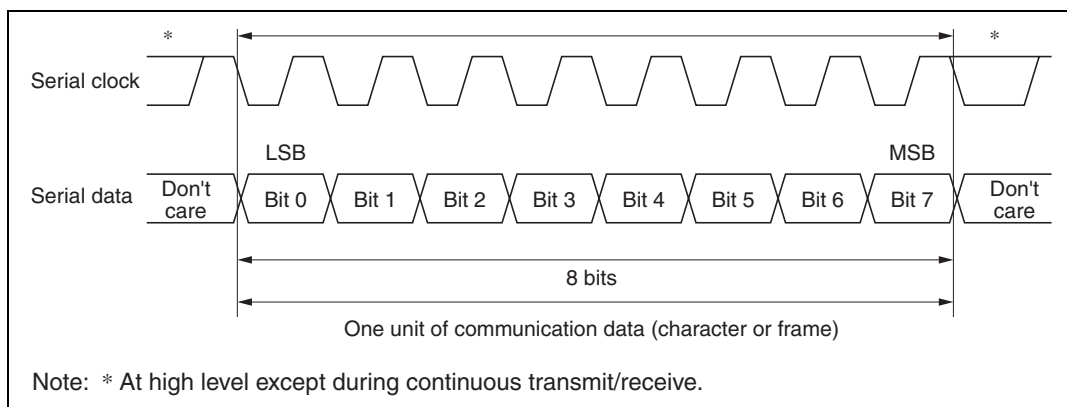 * *
Serial clock
LSB MSB
Serial data
Don't care
Bit 0 Bit 1 Bit 2 Bit 3 Bit 4 Bit 5 Bit 6 Bit 7
Don't care
8 bits
One unit of communication data (character or frame)
Note: * At high level except during continuous transmit/receive.